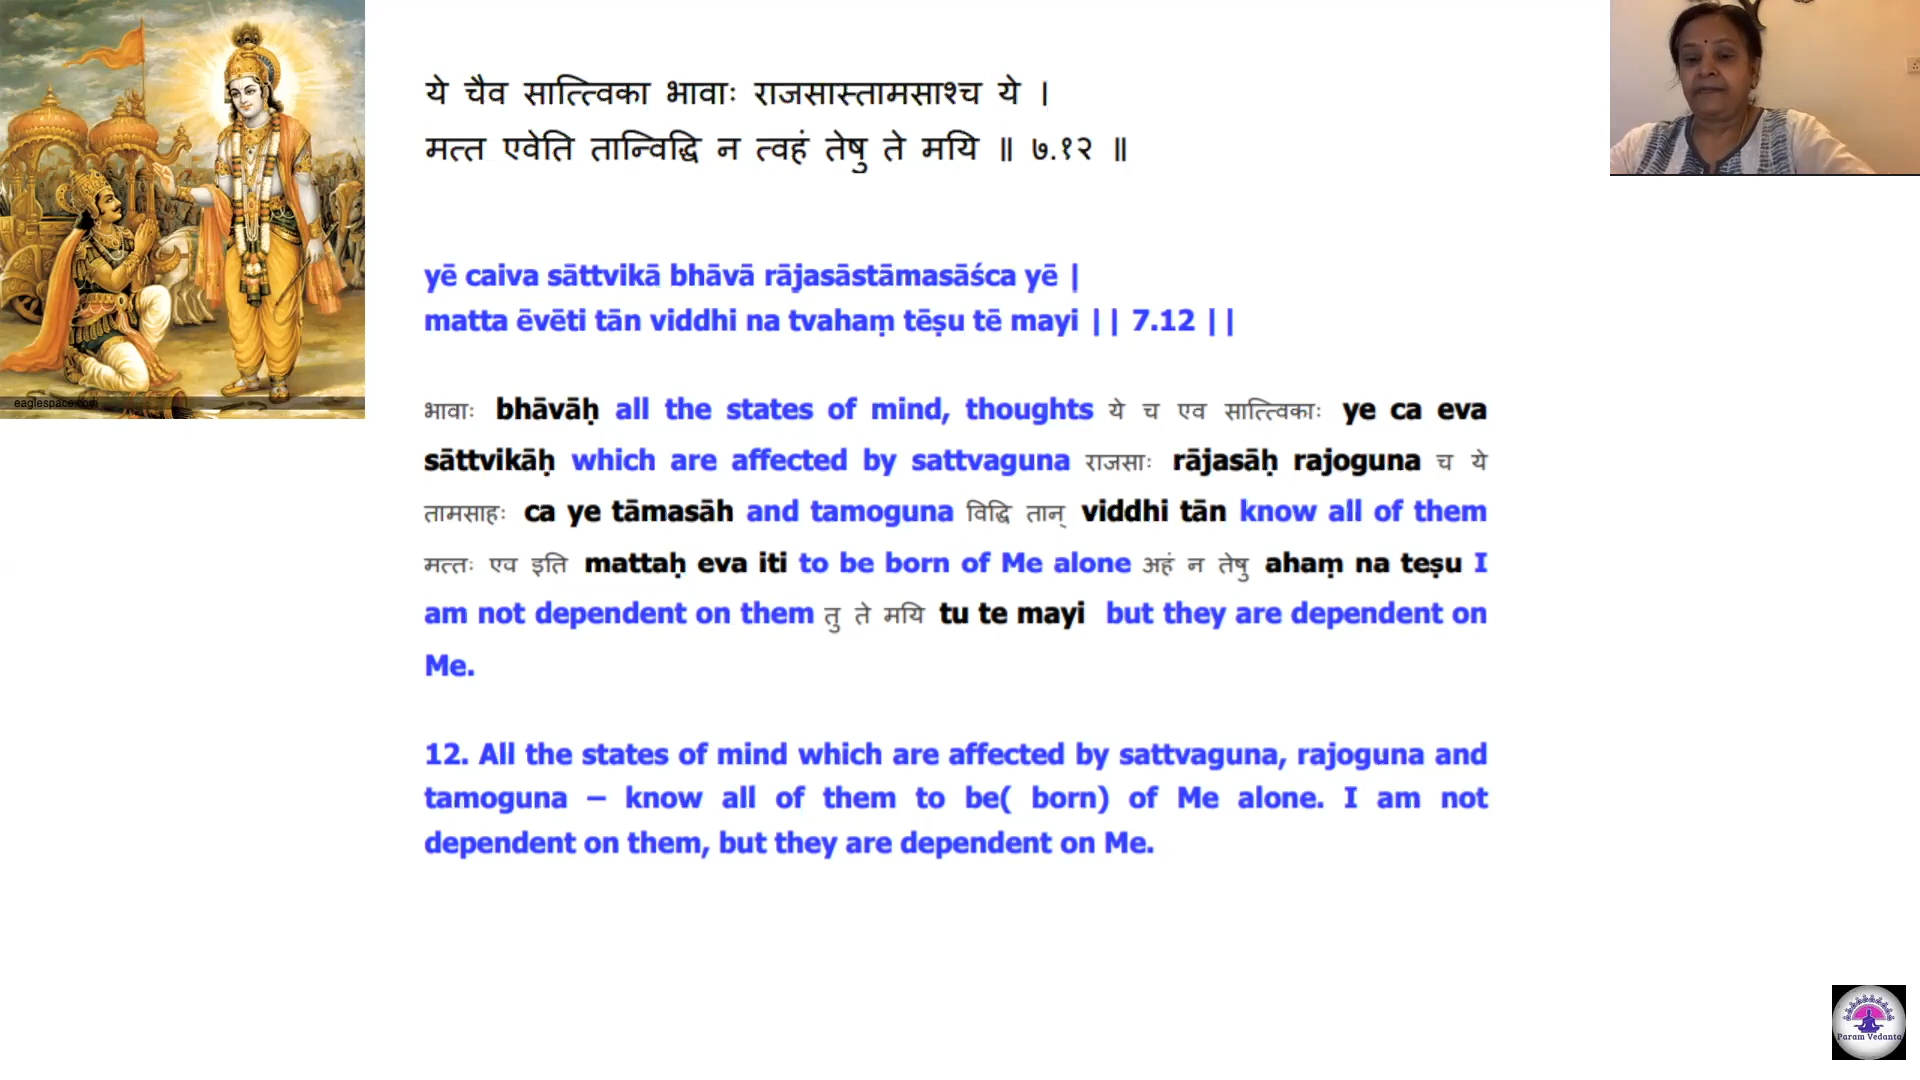 ये चैव सात्त्विका भावाः राजसास्तामसाश्च ये ।
मत्त एवेति तान्विद्धि न त्वहं तेषु ते मयि ॥ ७.१२ ॥
yē caiva sāttvikā bhāvā rājasāstāmasāśca yē |
matta ēvēti tān viddhi na tvahaṃ tēṣu tē mayi || 7.12 ||
भावाः bhāvāḥ all the states of mind, thoughts ये च एव सात्त्विकाः ye ca eva
sāttvikāḥ which are affected by sattvaguna राजसाः rājasāḥ rajoguna च ये
तामसाहः ca ye tāmasāh and tamoguna विद्धि तान् viddhi tān know all of them
मत्तः एव इति mattaḥ eva iti to be born of Me alone अहं न तेषु ahaṃ na teṣu I
am not dependent on them तु ते मयि tu te mayi but they are dependent on
Me.
12. All the states of mind which are affected by sattvaguna, rajoguna and
tamoguna – know all of them to be( born) of Me alone. I am not
dependent on them, but they are dependent on Me.
eaglespace.com
Param Vedanta